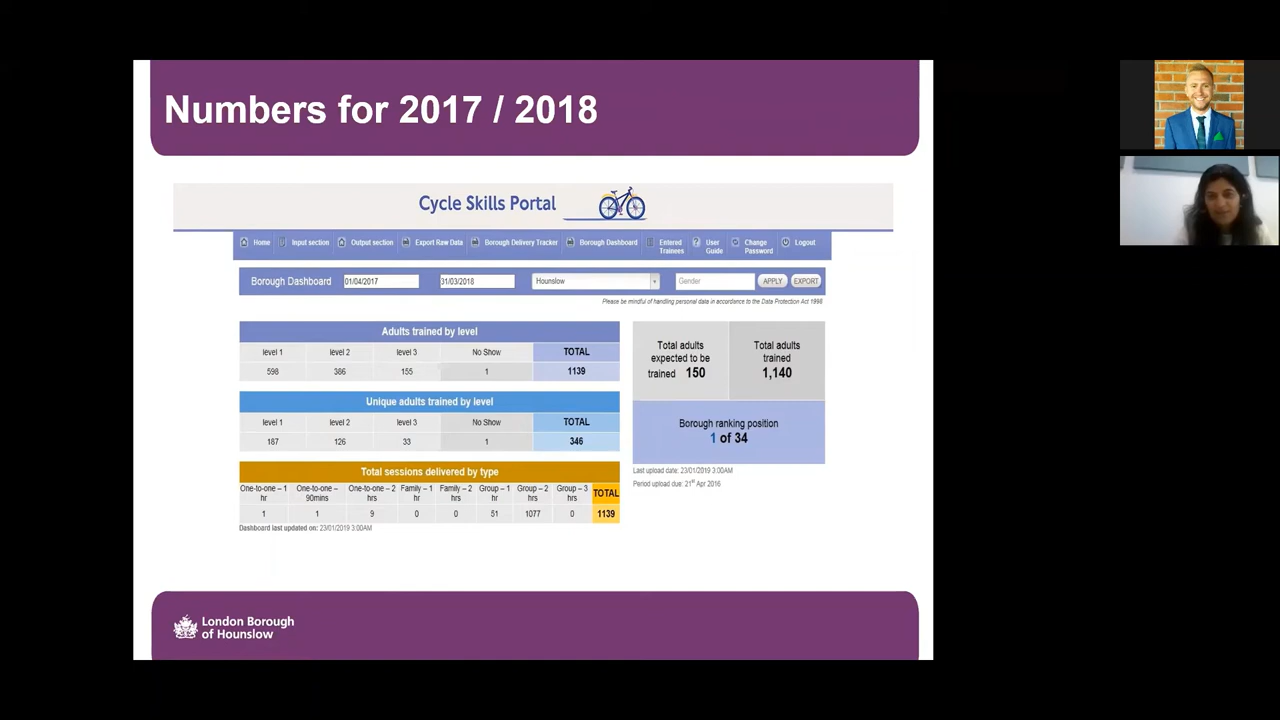 Numbers for 2017 / 2018
Cycle Skills Portal
Home Input section Output section Export Raw Data Borough Delivery Tracker Borough Dashboard Entered Trainees User Guide Change Password Logout
Borough Dashboard 01/04/2017 31/03/2018 Hounslow Gender APPLY EXPORT
Please be mindful of handling personal data in accordance to the Data Protection Act 1998
Adults trained by level
level 1 level 2 level 3 No Show TOTAL
598 386 155 1 1139
Unique adults trained by level
level 1 level 2 level 3 No Show TOTAL
187 126 33 1 346
Total sessions delivered by type
One-to-one – 1 hr One-to-one – 90mins One-to-one – 2 hrs Family – 1 hr Family – 2 hrs Group – 1 hr Group – 2 hrs Group – 3 hrs TOTAL
1 1 9 0 0 51 1077 0 1139
Dashboard last updated on: 23/01/2019 3:00AM
Total adults
expected to be
trained 150
Total adults
trained
1,140
Borough ranking position
1 of 34
Last upload date: 23/01/2019 3:00AM
Period upload due: 21st Apr 2016
London Borough
of Hounslow